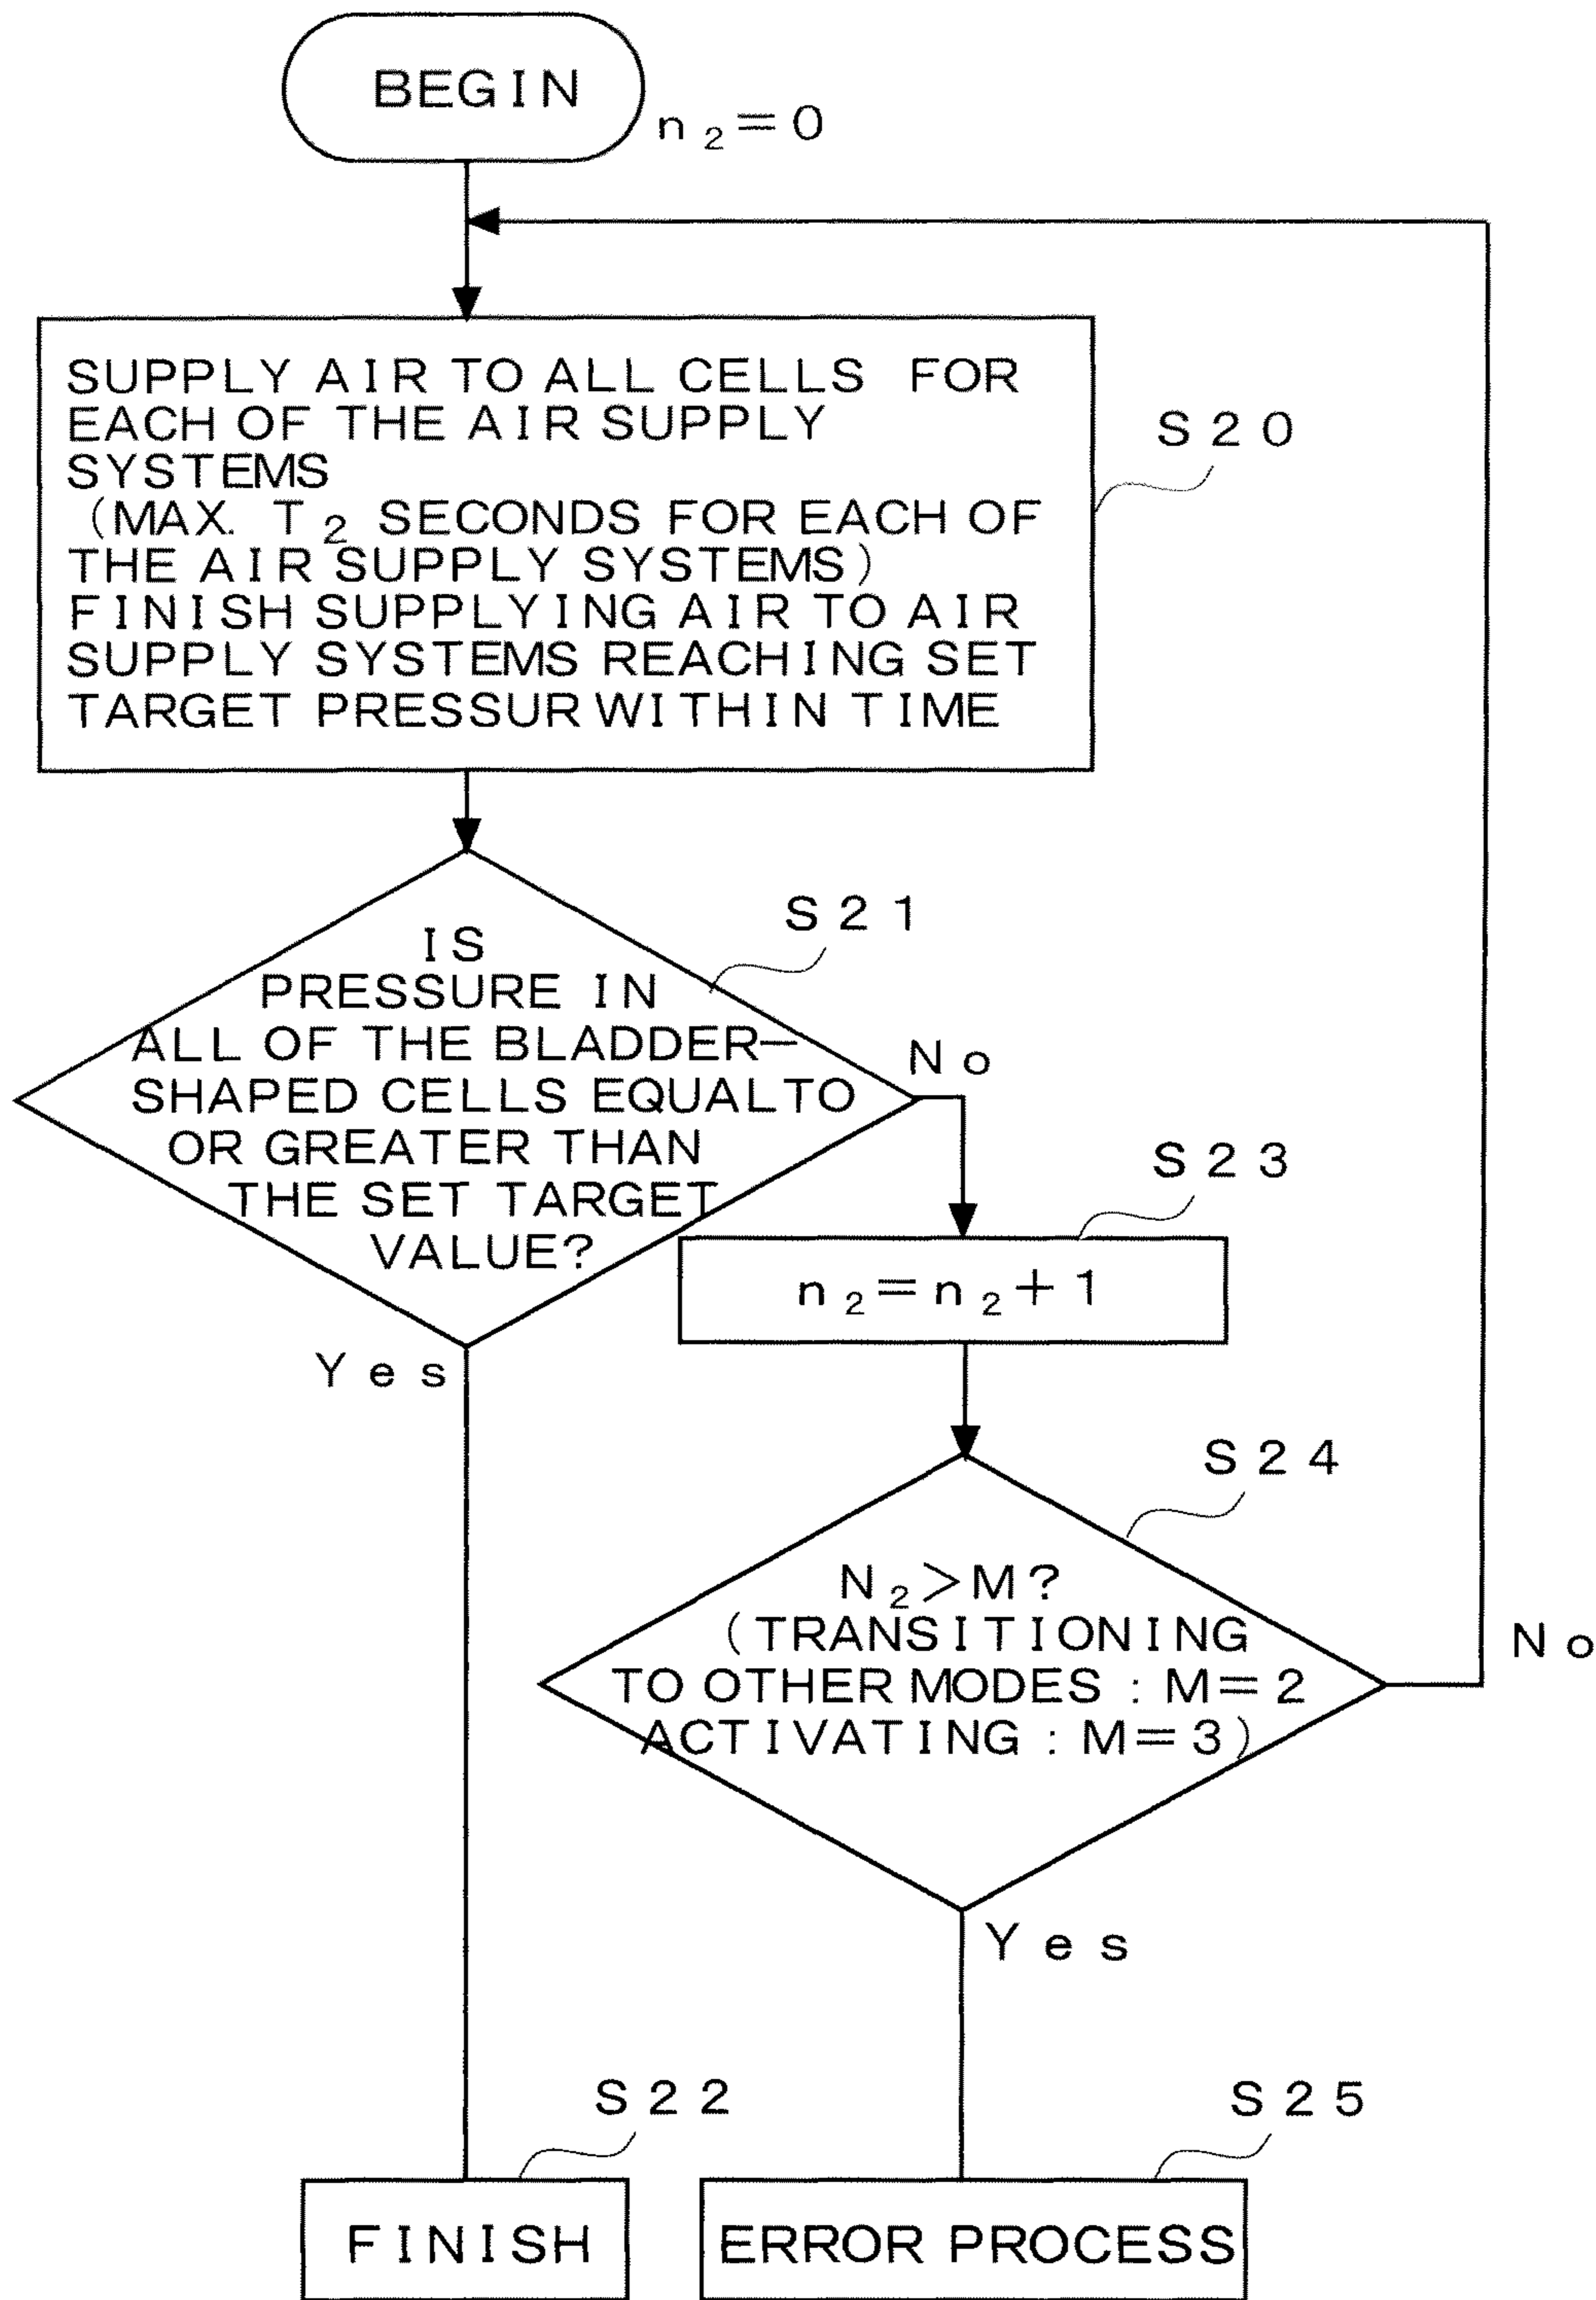 BEGIN
n₂=0
SUPPLY AIR TO ALL CELLS FOR
EACH OF THE AIR SUPPLY
SYSTEMS
(MAX. T₂ SECONDS FOR EACH OF
THE AIR SUPPLY SYSTEMS)
FINISH SUPPLYING AIR TO AIR
SUPPLY SYSTEMS REACHING SET
TARGET PRESSUR WITHIN TIME
S20
IS
PRESSURE IN
ALL OF THE BLADDER-
SHAPED CELLS EQUALTO
OR GREATER THAN
THE SET TARGET
VALUE?
S21
No
Yes
S23
n₂=n₂+1
S24
N₂>M?
(TRANSITIONING
TO OTHER MODES : M=2
ACTIVATING : M=3)
No
Yes
S22
FINISH
S25
ERROR PROCESS